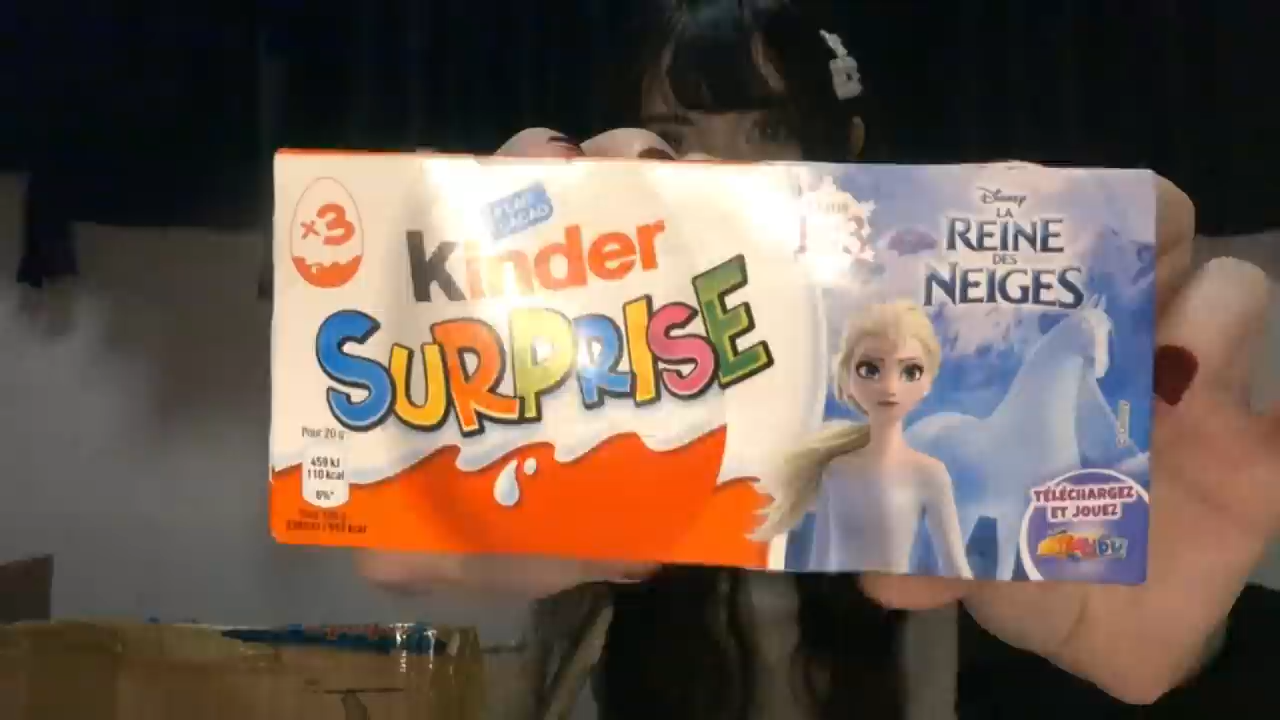 x3
kinder
SURPRISE
Pour 20 g
459 kJ
110 kcal
6%*
Disney
LA
REINE
DES
NEIGES
TÉLÉCHARGEZ
ET JOUEZ